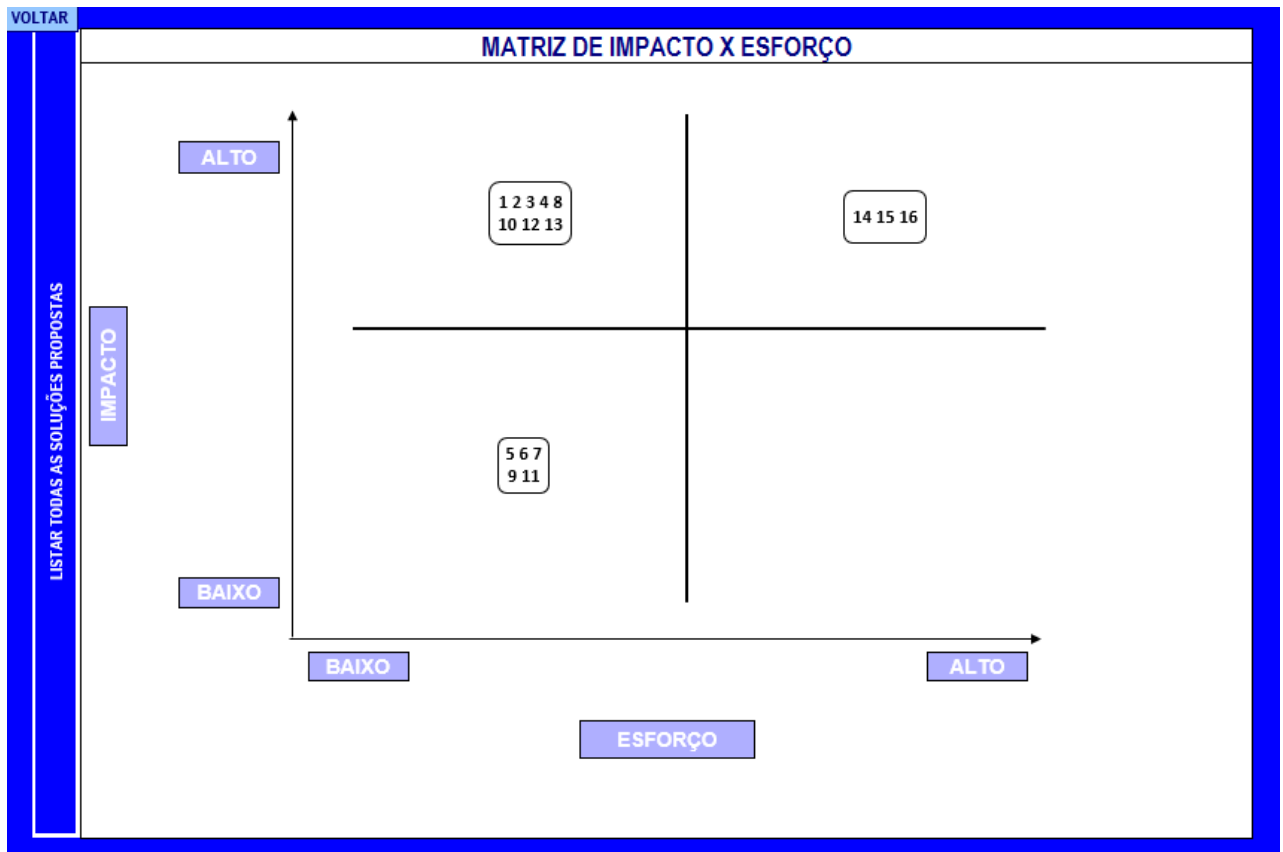 VOLTAR
MATRIZ DE IMPACTO X ESFORÇO
LISTAR TODAS AS SOLUÇÕES PROPOSTAS
IMPACTO
ALTO
1 2 3 4 8
10 12 13
14 15 16
5 6 7
9 11
BAIXO
BAIXO
ALTO
ESFORÇO